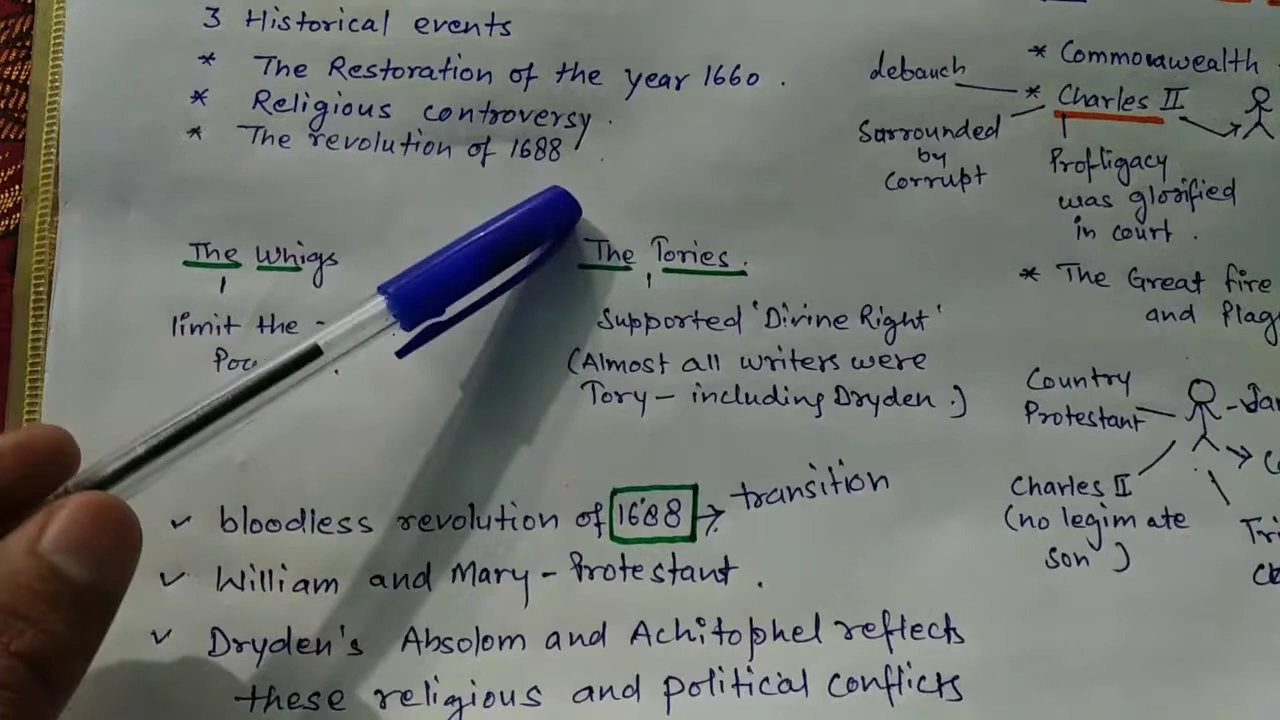 3 Historical events
* The Restoration of the year 1660 .
* Religious controversy .
* The revolution of 1688
The Whigs
limit the -
The Tories .
Supported 'Divine Right'
(Almost all writers were
Tory - including Dryden .)
✓ bloodless revolution of 1688 → transition
✓ William and Mary - Protestant .
✓ Dryden's Absolom and Achitophel reflects
these religious and political conflicts
* Commonwealth
debauch
* Charles II
Sorrounded
by
Corrupt
Profligacy
was glorified
in court .
* The Great fire
and
Country
Protestant
Charles II
(no legimate
son )